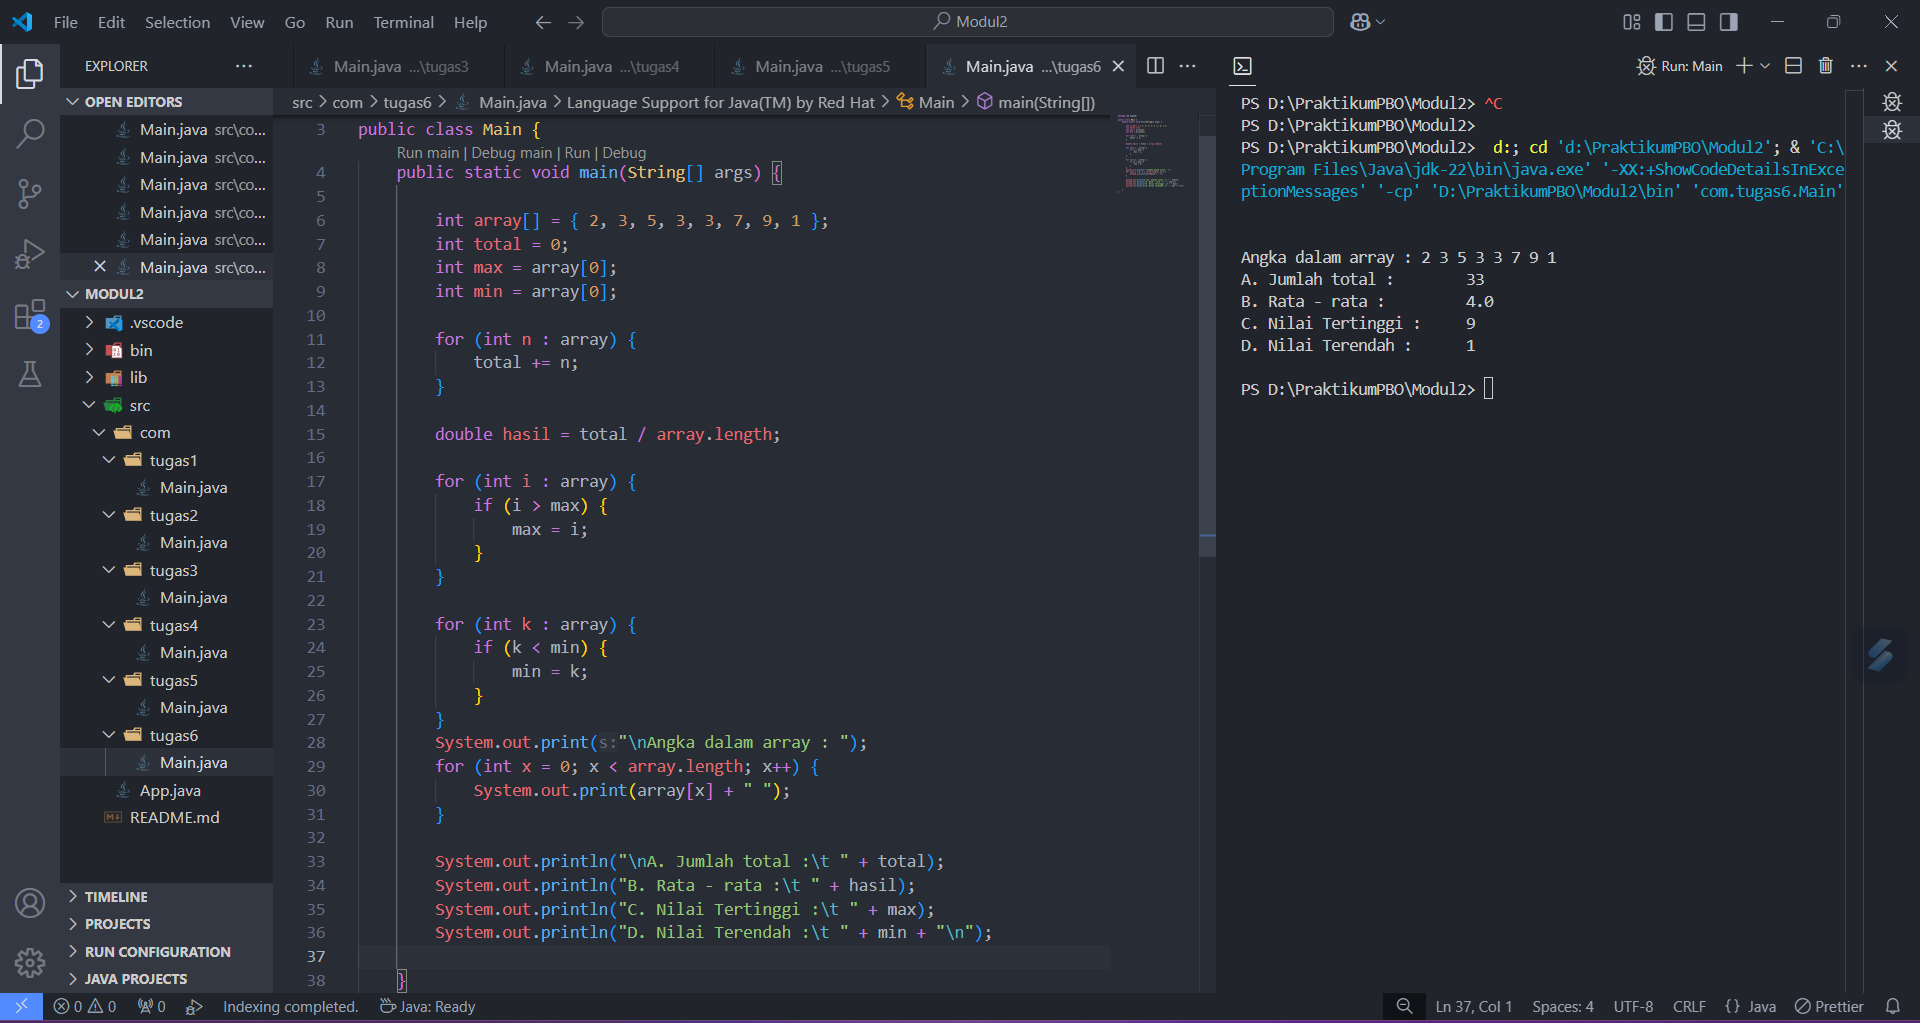 File Edit Selection View Go Run Terminal Help
Modul2
EXPLORER
OPEN EDITORS
Main.java src\co...
Main.java src\co...
Main.java src\co...
Main.java src\co...
Main.java src\co...
Main.java src\co...
MODUL2
.vscode
bin
lib
src
com
tugas1
Main.java
tugas2
Main.java
tugas3
Main.java
tugas4
Main.java
tugas5
Main.java
tugas6
Main.java
App.java
README.md
TIMELINE
PROJECTS
RUN CONFIGURATION
JAVA PROJECTS
2
Main.java ...\tugas3 Main.java ...\tugas4 Main.java ...\tugas5 Main.java ...\tugas6
src > com > tugas6 > Main.java > Language Support for Java(TM) by Red Hat > Main > main(String[])
3 public class Main {
Run main | Debug main | Run | Debug
4 public static void main(String[] args) {
5
6 int array[] = { 2, 3, 5, 3, 3, 7, 9, 1 };
7 int total = 0;
8 int max = array[0];
9 int min = array[0];
10
11 for (int n : array) {
12 total += n;
13 }
14
15 double hasil = total / array.length;
16
17 for (int i : array) {
18 if (i > max) {
19 max = i;
20 }
21 }
22
23 for (int k : array) {
24 if (k < min) {
25 min = k;
26 }
27 }
28 System.out.print(s:"\nAngka dalam array : ");
29 for (int x = 0; x < array.length; x++) {
30 System.out.print(array[x] + " ");
31 }
32
33 System.out.println("\nA. Jumlah total :\t " + total);
34 System.out.println("B. Rata - rata :\t " + hasil);
35 System.out.println("C. Nilai Tertinggi :\t " + max);
36 System.out.println("D. Nilai Terendah :\t " + min + "\n");
37
38 }
Run: Main
PS D:\PraktikumPBO\Modul2> ^C
PS D:\PraktikumPBO\Modul2>
PS D:\PraktikumPBO\Modul2> d:; cd 'd:\PraktikumPBO\Modul2'; & 'C:\
Program Files\Java\jdk-22\bin\java.exe' '-XX:+ShowCodeDetailsInExce
ptionMessages' '-cp' 'D:\PraktikumPBO\Modul2\bin' 'com.tugas6.Main'
Angka dalam array : 2 3 5 3 3 7 9 1
A. Jumlah total : 33
B. Rata - rata : 4.0
C. Nilai Tertinggi : 9
D. Nilai Terendah : 1
PS D:\PraktikumPBO\Modul2>
0 0 0 Indexing completed. Java: Ready
Ln 37, Col 1 Spaces: 4 UTF-8 CRLF {} Java Prettier